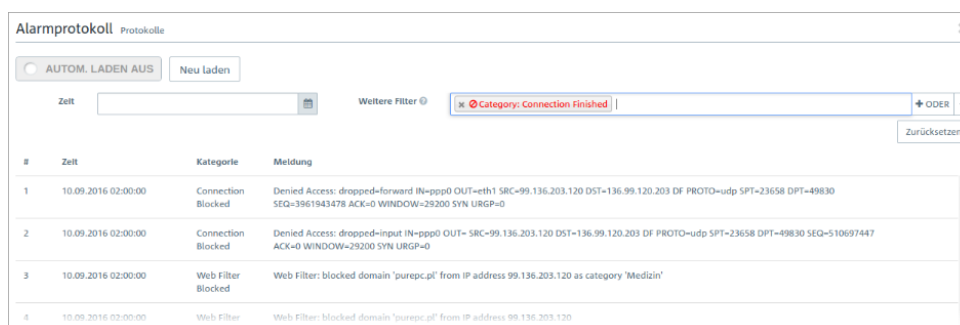 Alarmprotokoll Protokolle
AUTOM. LADEN AUS Neu laden
Zeit Weitere Filter Category: Connection Finished + ODER
Zurücksetzen
# Zeit Kategorie Meldung
1 10.09.2016 02:00:00 Connection Denied Access: dropped=forward IN=ppp0 OUT=eth1 SRC=99.136.203.120 DST=136.99.120.203 DF PROTO=udp SPT=23658 DPT=49830
Blocked SEQ=3961943478 ACK=0 WINDOW=29200 SYN URGP=0
2 10.09.2016 02:00:00 Connection Denied Access: dropped=input IN=ppp0 OUT= SRC=99.136.203.120 DST=136.99.120.203 DF PROTO=udp SPT=23658 DPT=49830 SEQ=510697447
Blocked ACK=0 WINDOW=29200 SYN URGP=0
3 10.09.2016 02:00:00 Web Filter Web Filter: blocked domain 'purepc.pl' from IP address 99.136.203.120 as category 'Medizin'
Blocked
4 10.09.2016 02:00:00 Web Filter Web Filter: blocked domain 'purepc.pl' from IP address 99.136.203.120